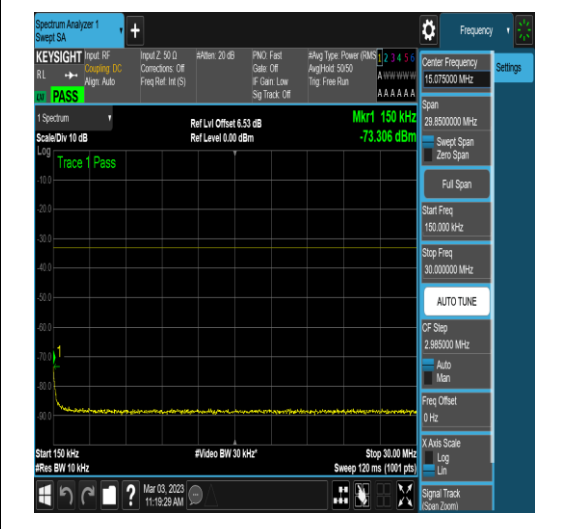 Spectrum Analyzer 1
Swept SA
+
Frequency
KEYSIGHT
RL
PASS
Input: RF
Coupling: DC
Align: Auto
Input Z: 50 Ω
Corrections: Off
Freq Ref: Int (S)
#Atten: 20 dB
PNO: Fast
Gate: Off
IF Gain: Low
Sig Track: Off
#Avg Type: Power (RMS
Avg|Hold: 50/50
Trig: Free Run
1 2 3 4 5 6
A W W W W W
A A A A A A
1 Spectrum
Scale/Div 10 dB
Log
Ref Lvl Offset 6.53 dB
Ref Level 0.00 dBm
Mkr1 150 kHz
-73.306 dBm
Trace 1 Pass
-10.0
-20.0
-30.0
-40.0
-50.0
-60.0
-70.0
-80.0
-90.0
1
Start 150 kHz
#Res BW 10 kHz
#Video BW 30 kHz*
Stop 30.00 MHz
Sweep 120 ms (1001 pts)
?
Mar 03, 2023
11:19:29 AM
Center Frequency
15.075000 MHz
Span
29.8500000 MHz
Swept Span
Zero Span
Full Span
Start Freq
150.000 kHz
Stop Freq
30.000000 MHz
AUTO TUNE
CF Step
2.985000 MHz
Auto
Man
Freq Offset
0 Hz
X Axis Scale
Log
Lin
Signal Track
(Span Zoom)
Settings